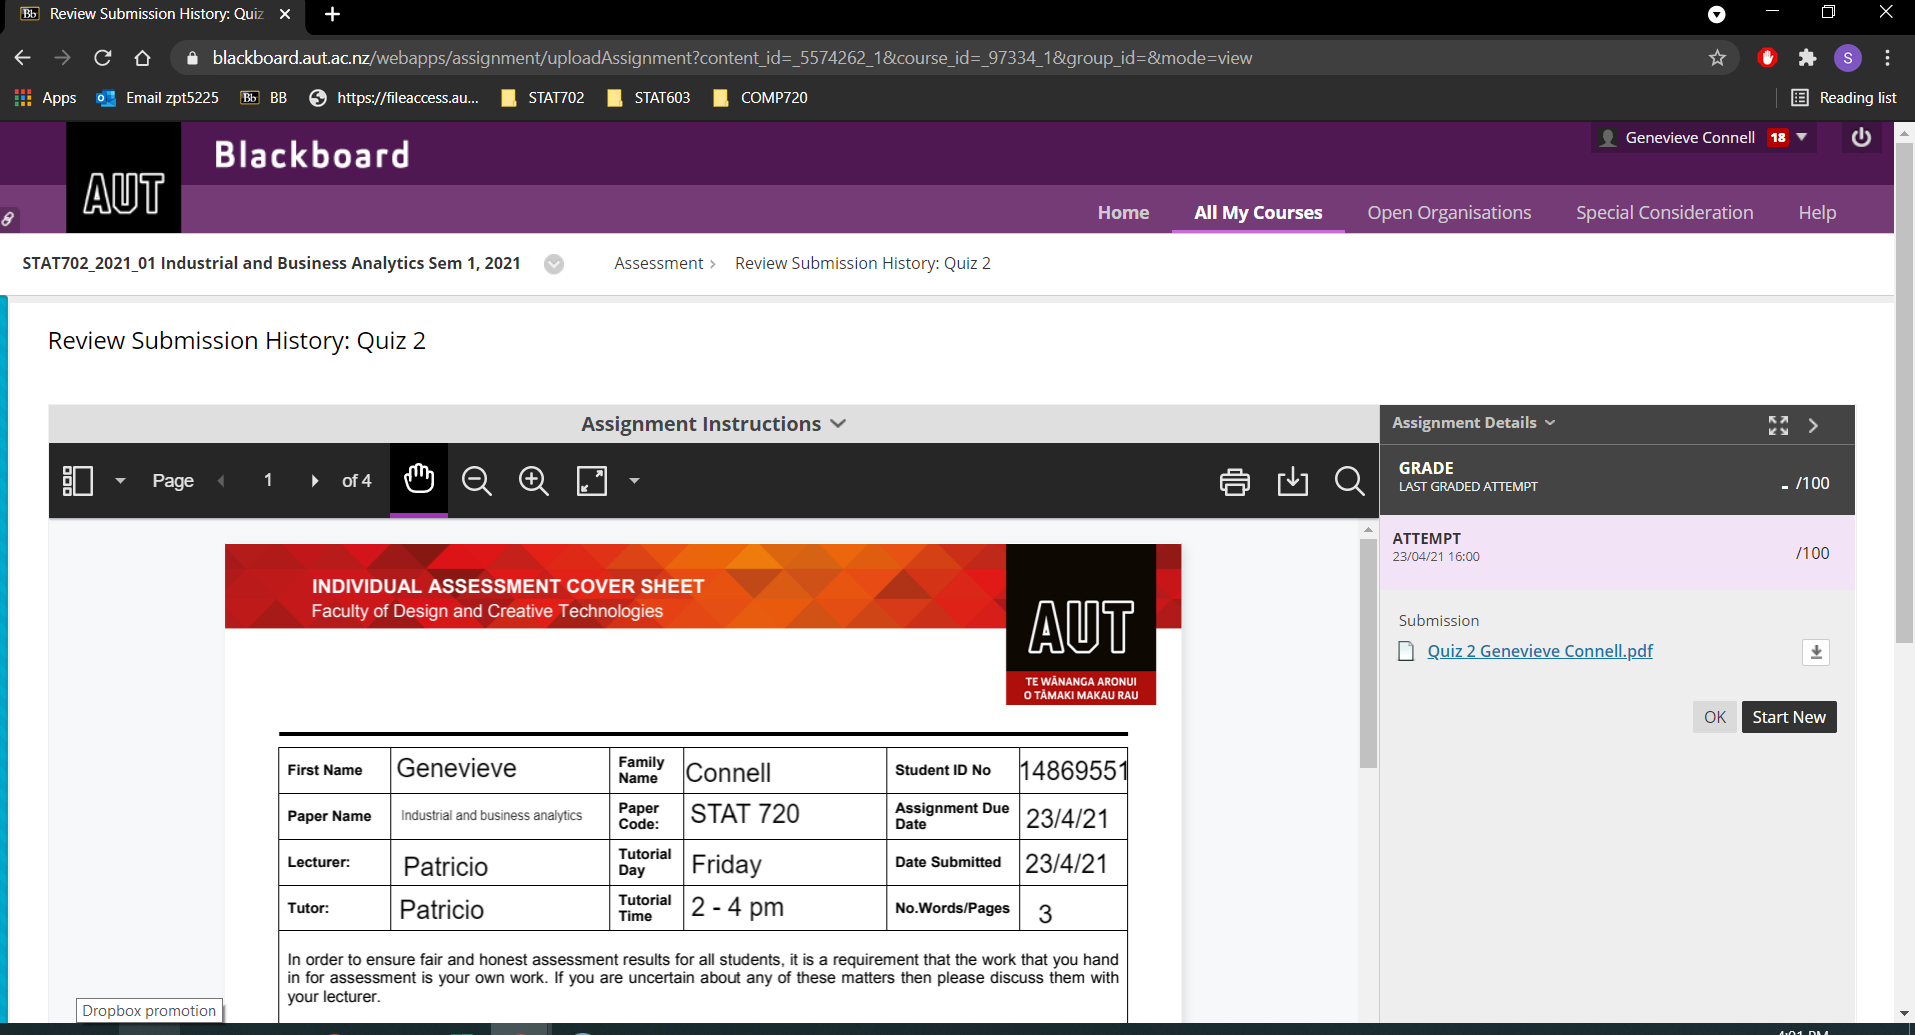 Review Submission History: Quiz
blackboard.aut.ac.nz/webapps/assignment/uploadAssignment?content_id=_5574262_1&course_id=_97334_1&group_id=&mode=view
S
Apps Email zpt5225 Bb BB https://fileaccess.au... STAT702 STAT603 COMP720 Reading list
AUT Blackboard Genevieve Connell 18
Home All My Courses Open Organisations Special Consideration Help
STAT702_2021_01 Industrial and Business Analytics Sem 1, 2021 Assessment Review Submission History: Quiz 2
Review Submission History: Quiz 2
Assignment Instructions
Page 1 of 4
INDIVIDUAL ASSESSMENT COVER SHEET
Faculty of Design and Creative Technologies
AUT
TE WĀNANGA ARONUI
O TĀMAKI MAKAU RAU
First Name Genevieve Family Name Connell Student ID No 14869551
Paper Name Industrial and business analytics Paper Code: STAT 720 Assignment Due Date 23/4/21
Lecturer: Patricio Tutorial Day Friday Date Submitted 23/4/21
Tutor: Patricio Tutorial Time 2 - 4 pm No.Words/Pages 3
In order to ensure fair and honest assessment results for all students, it is a requirement that the work that you hand
in for assessment is your own work. If you are uncertain about any of these matters then please discuss them with
your lecturer.
Assignment Details
GRADE
LAST GRADED ATTEMPT - /100
ATTEMPT
23/04/21 16:00 /100
Submission
Quiz 2 Genevieve Connell.pdf
OK Start New
Dropbox promotion